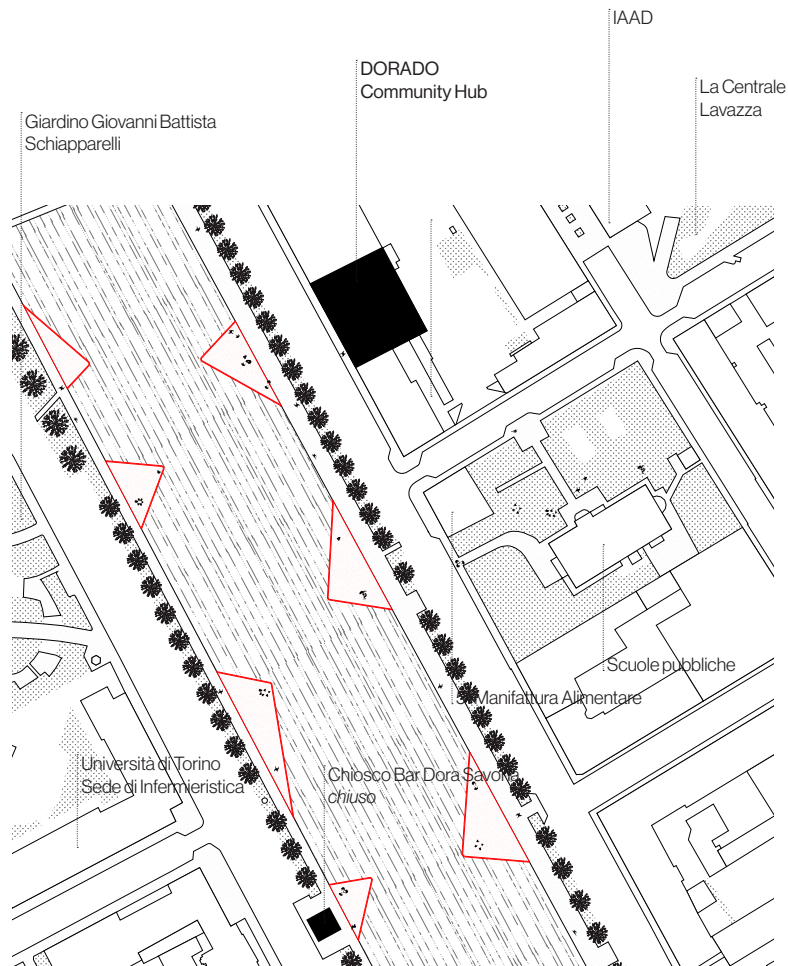 IAAD
DORADO
Community Hub
La Centrale
Lavazza
Giardino Giovanni Battista
Schiapparelli
Scuole pubbliche
Manifattura Alimentare
Università di Torino
Sede di Infermieristica
Chiosco Bar Dora Savona
chiuso